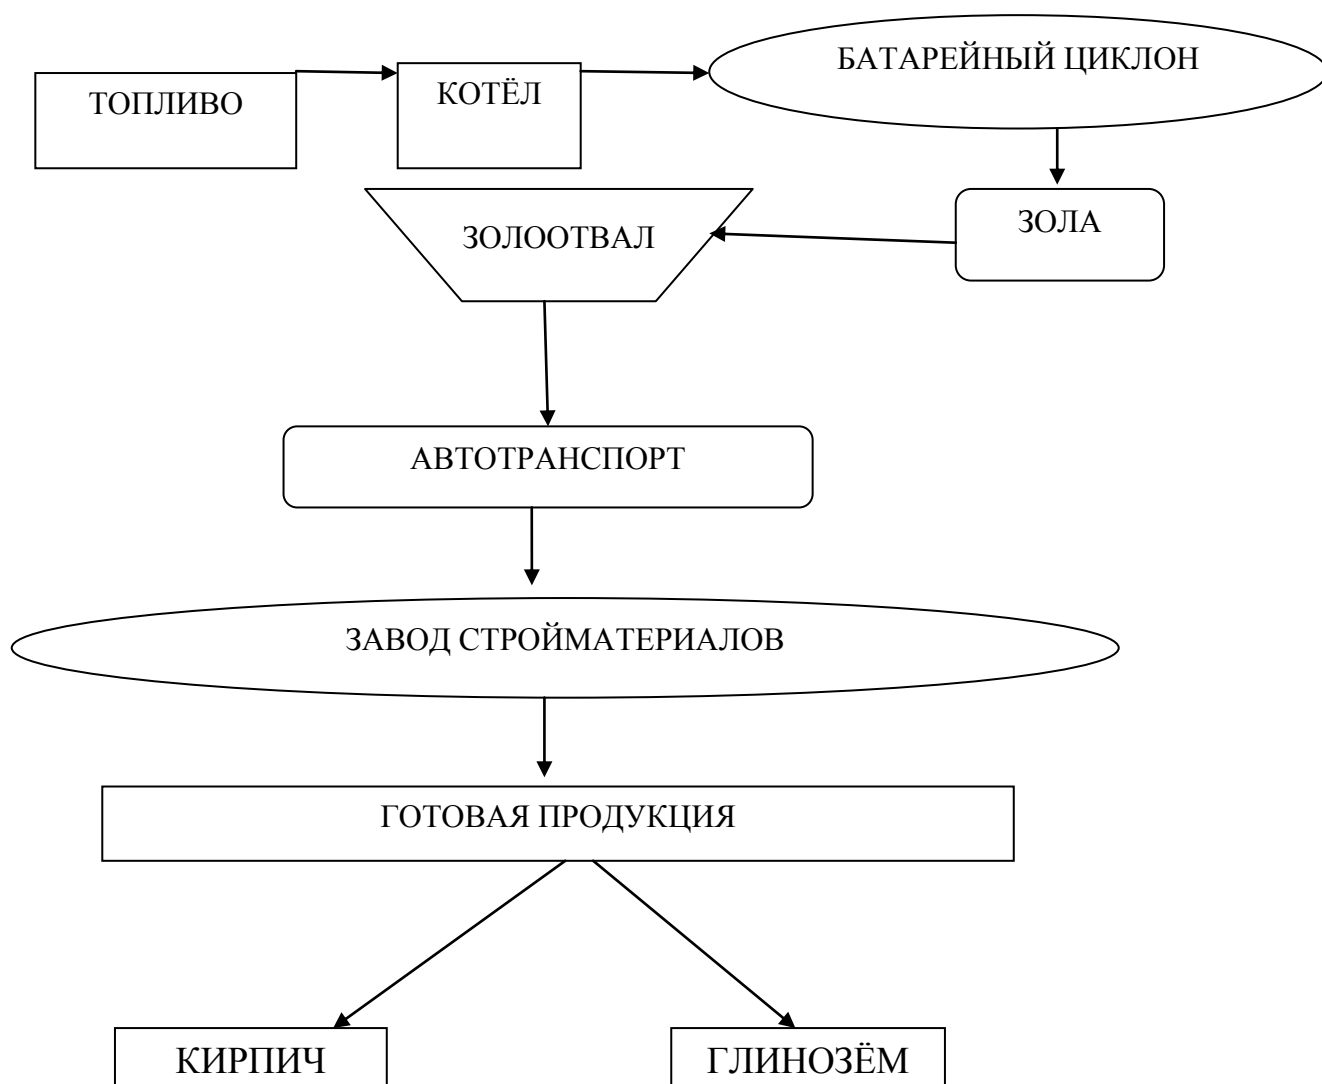 ТОПЛИВО
КОТЁЛ
БАТАРЕЙНЫЙ ЦИКЛОН
ЗОЛООТВАЛ
ЗОЛА
АВТОТРАНСПОРТ
ЗАВОД СТРОЙМАТЕРИАЛОВ
ГОТОВАЯ ПРОДУКЦИЯ
КИРПИЧ
ГЛИНОЗЁМ